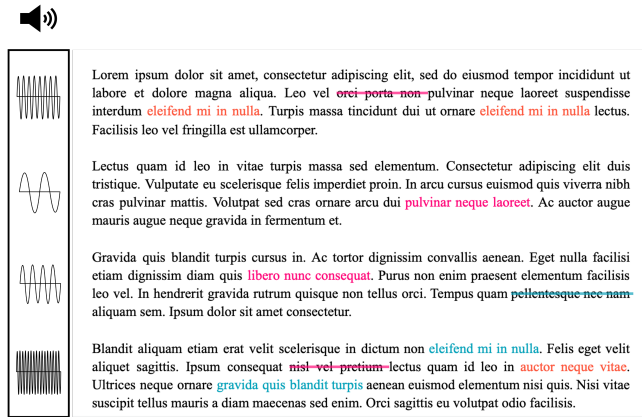 Lorem ipsum dolor sit amet, consectetur adipiscing elit, sed do eiusmod tempor incididunt ut
labore et dolore magna aliqua. Leo vel orci porta non pulvinar neque laoreet suspendisse
interdum eleifend mi in nulla. Turpis massa tincidunt dui ut ornare eleifend mi in nulla lectus.
Facilisis leo vel fringilla est ullamcorper.
Lectus quam id leo in vitae turpis massa sed elementum. Consectetur adipiscing elit duis
tristique. Vulputate eu scelerisque felis imperdiet proin. In arcu cursus euismod quis viverra nibh
cras pulvinar mattis. Volutpat sed cras ornare arcu dui pulvinar neque laoreet. Ac auctor augue
mauris augue neque gravida in fermentum et.
Gravida quis blandit turpis cursus in. Ac tortor dignissim convallis aenean. Eget nulla facilisi
etiam dignissim diam quis libero nunc consequat. Purus non enim praesent elementum facilisis
leo vel. In hendrerit gravida rutrum quisque non tellus orci. Tempus quam pellentesque nec nam
aliquam sem. Ipsum dolor sit amet consectetur.
Blandit aliquam etiam erat velit scelerisque in dictum non eleifend mi in nulla. Felis eget velit
aliquet sagittis. Ipsum consequat nisl vel pretium lectus quam id leo in auctor neque vitae.
Ultrices neque ornare gravida quis blandit turpis aenean euismod elementum nisi quis. Nisi vitae
suscipit tellus mauris a diam maecenas sed enim. Orci sagittis eu volutpat odio facilisis.